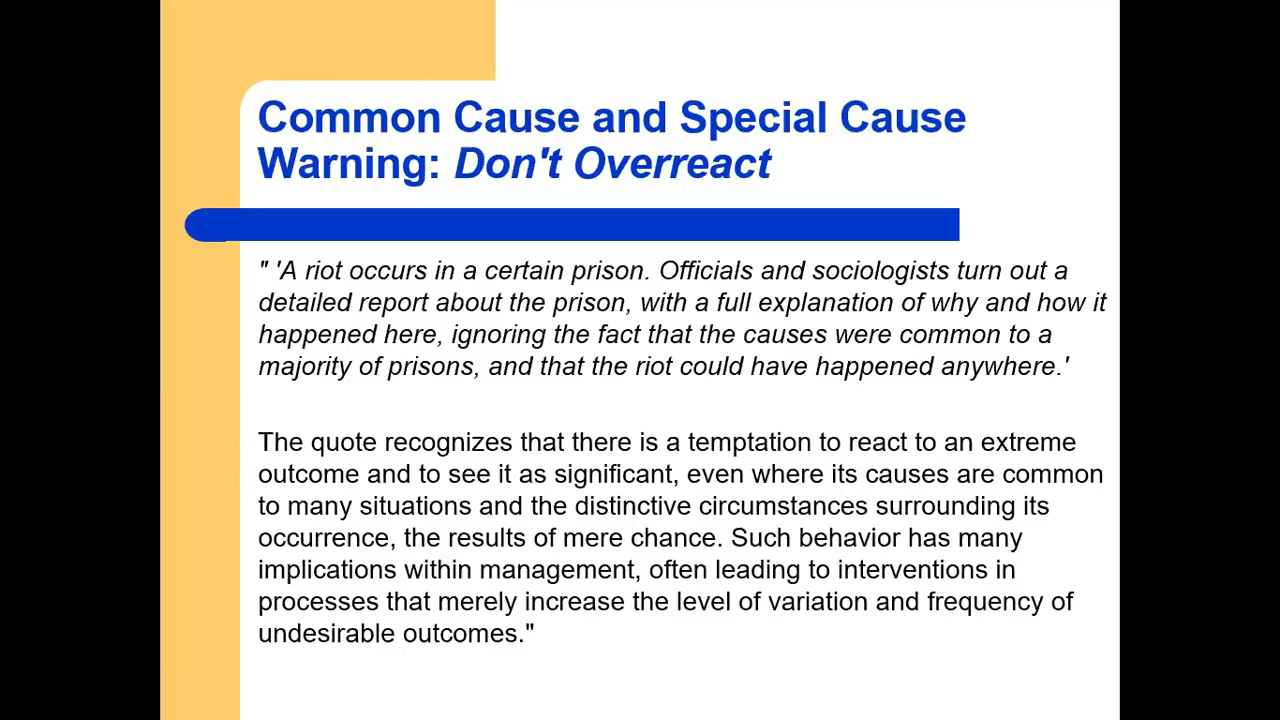 Common Cause and Special Cause
Warning: Don't Overreact
" 'A riot occurs in a certain prison. Officials and sociologists turn out a
detailed report about the prison, with a full explanation of why and how it
happened here, ignoring the fact that the causes were common to a
majority of prisons, and that the riot could have happened anywhere.'
The quote recognizes that there is a temptation to react to an extreme
outcome and to see it as significant, even where its causes are common
to many situations and the distinctive circumstances surrounding its
occurrence, the results of mere chance. Such behavior has many
implications within management, often leading to interventions in
processes that merely increase the level of variation and frequency of
undesirable outcomes."